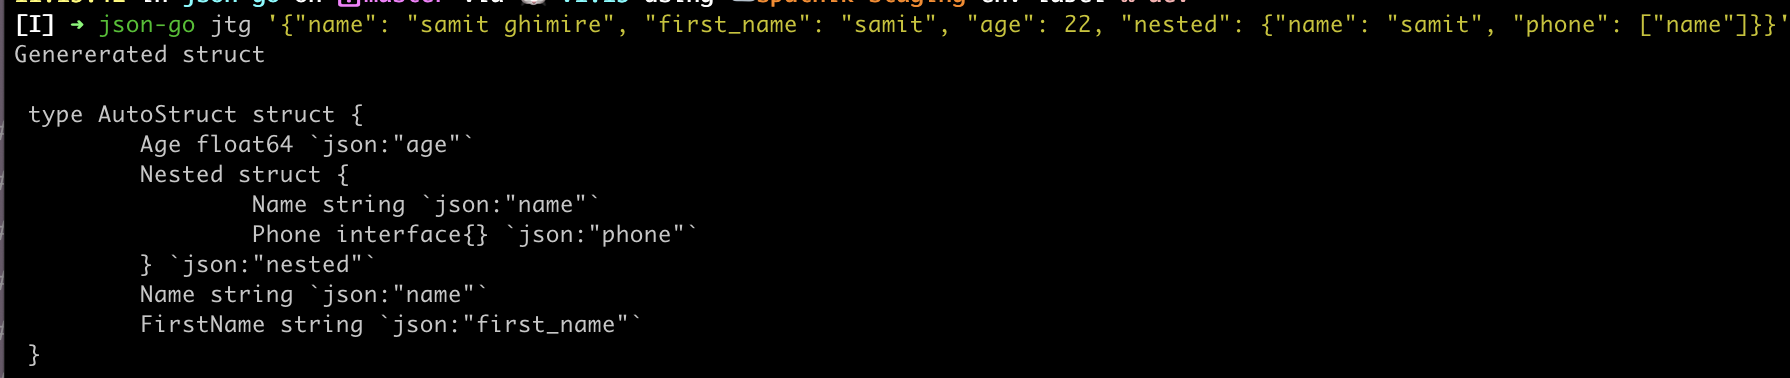 [I] ➜ json-go jtg '{"name": "samit ghimire", "first_name": "samit", "age": 22, "nested": {"name": "samit", "phone": ["name"]}}'
Genererated struct
type AutoStruct struct {
Age float64 `json:"age"`
Nested struct {
Name string `json:"name"`
Phone interface{} `json:"phone"`
} `json:"nested"`
Name string `json:"name"`
FirstName string `json:"first_name"`
}